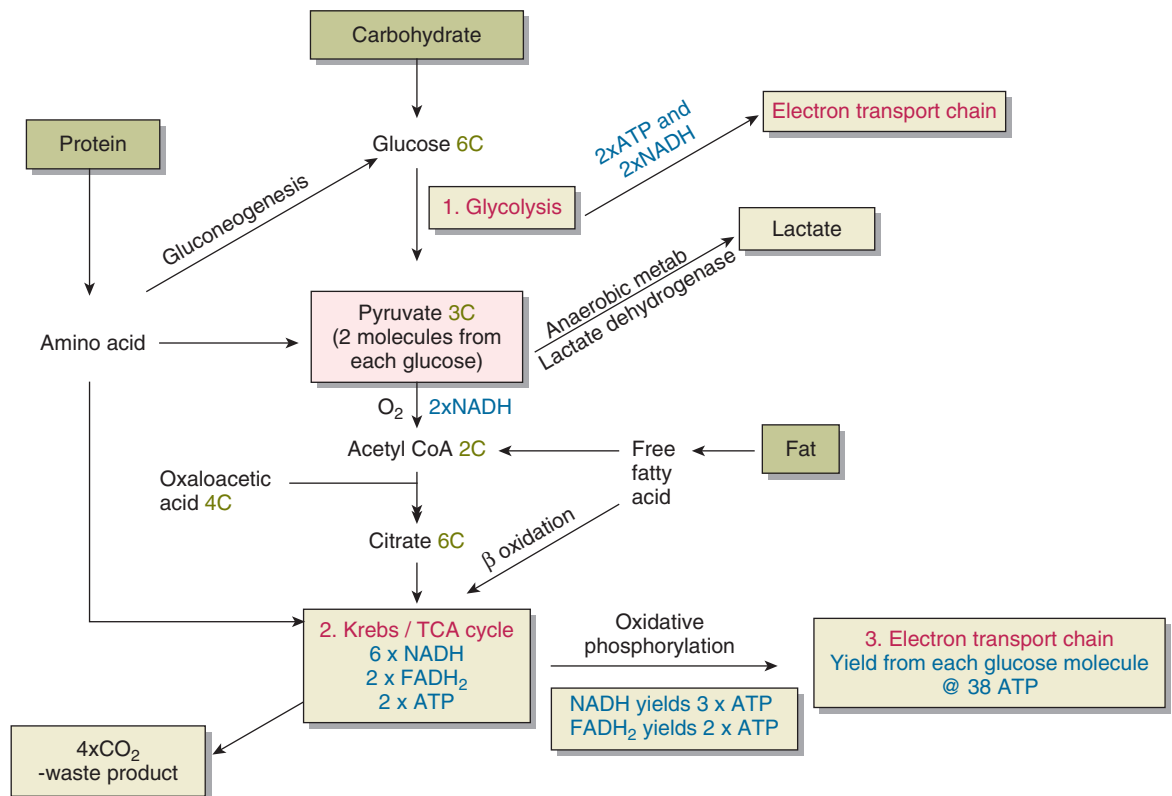 Carbohydrate
Electron transport chain
2xATP and
2xNADH
Protein
Glucose 6C
Gluconeogenesis
1. Glycolysis
Lactate
Anaerobic metab
Lactate dehydrogenase
Pyruvate 3C
(2 molecules from
each glucose)
Amino acid
O₂ 2xNADH
Acetyl CoA 2C
Free
fatty
acid
Fat
Oxaloacetic
acid 4C
Citrate 6C
β oxidation
2. Krebs / TCA cycle
6 x NADH
2 x FADH₂
2 x ATP
Oxidative
phosphorylation
3. Electron transport chain
Yield from each glucose molecule
@ 38 ATP
NADH yields 3 x ATP
FADH₂ yields 2 x ATP
4xCO₂
-waste product